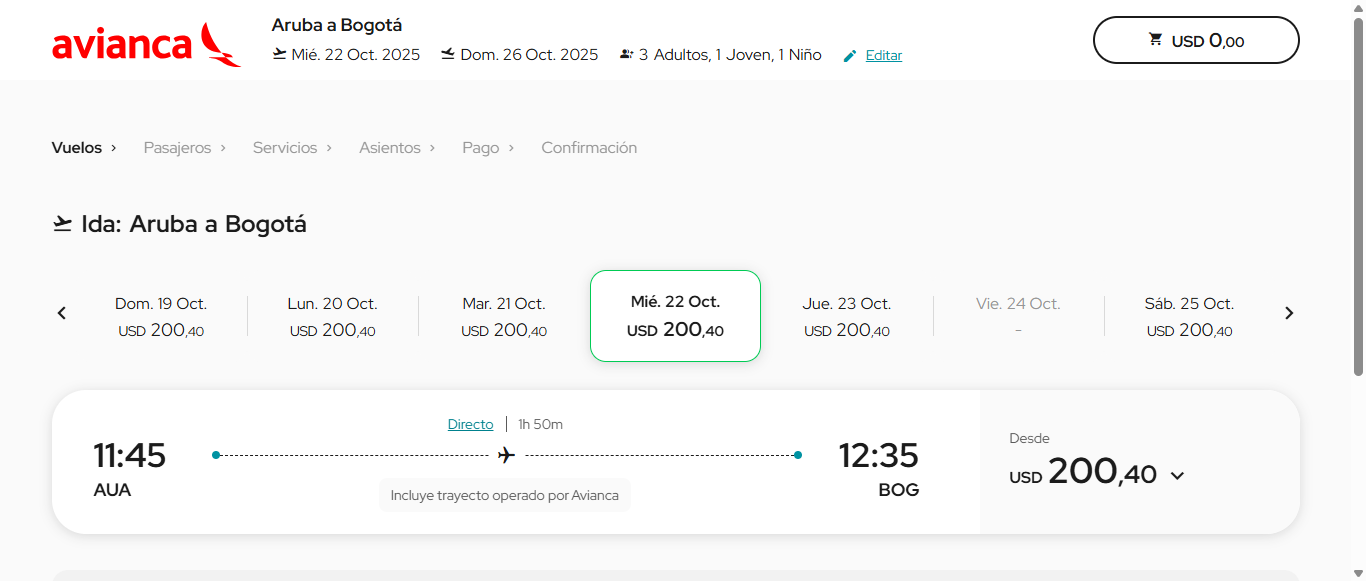 avianca
Aruba a Bogotá
Mié. 22 Oct. 2025 Dom. 26 Oct. 2025 3 Adultos, 1 Joven, 1 Niño Editar
USD 0,00
Vuelos › Pasajeros › Servicios › Asientos › Pago › Confirmación
Ida: Aruba a Bogotá
Dom. 19 Oct. Lun. 20 Oct. Mar. 21 Oct. Mié. 22 Oct. Jue. 23 Oct. Vie. 24 Oct. Sáb. 25 Oct.
USD 200,40 USD 200,40 USD 200,40 USD 200,40 USD 200,40 - USD 200,40
Directo | 1h 50m
11:45 12:35
AUA BOG
Incluye trayecto operado por Avianca
Desde
USD 200,40